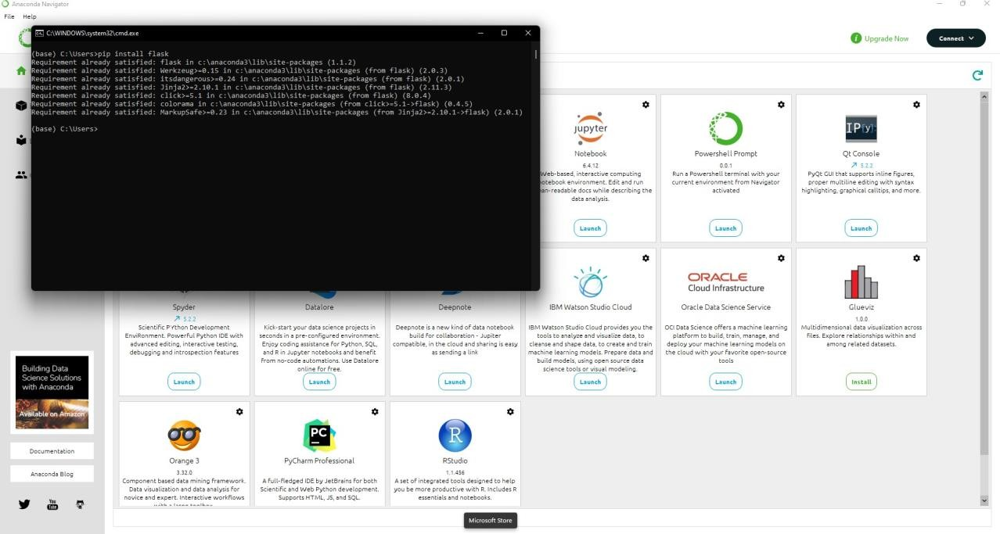 Anaconda Navigator
File Help
C:\WINDOWS\system32\cmd.exe
(base) C:\Users>pip install flask
Requirement already satisfied: flask in c:\anaconda3\lib\site-packages (1.1.2)
Requirement already satisfied: Werkzeug>=0.15 in c:\anaconda3\lib\site-packages (from flask) (2.0.3)
Requirement already satisfied: itsdangerous>=0.24 in c:\anaconda3\lib\site-packages (from flask) (2.0.1)
Requirement already satisfied: Jinja2>=2.10.1 in c:\anaconda3\lib\site-packages (from flask) (2.11.3)
Requirement already satisfied: click>=5.1 in c:\anaconda3\lib\site-packages (from flask) (8.0.4)
Requirement already satisfied: colorama in c:\anaconda3\lib\site-packages (from click>=5.1->flask) (0.4.5)
Requirement already satisfied: MarkupSafe>=0.23 in c:\anaconda3\lib\site-packages (from Jinja2>=2.10.1->flask) (2.0.1)
(base) C:\Users>
Upgrade Now
Connect
jupyter
Notebook
6.4.12
Web-based, interactive computing
notebook environment. Edit and run
an-readable docs while describing the
data analysis.
Launch
Powershell Prompt
0.0.1
Run a Powershell terminal with your
current environment from Navigator
activated
Launch
IP[y]:
Qt Console
5.2.2
PyQt GUI that supports inline figures,
proper multiline editing with syntax
highlighting, graphical calltips, and more.
Launch
Spyder
5.2.2
Scientific PYthon Development
EnviRonment. Powerful Python IDE with
advanced editing, interactive testing,
debugging and introspection features
Launch
Datalore
Kick-start your data science projects in
seconds in a pre-configured environment.
Enjoy coding assistance for Python, SQL,
and R in Jupyter notebooks and benefit
from no-code automations. Use Datalore
online for free.
Launch
Deepnote
Deepnote is a new kind of data notebook
build for collaboration - Jupiter
compatible, in the cloud and sharing is easy
as sending a link
Launch
IBM Watson Studio Cloud
IBM Watson Studio Cloud provides you the
tools to analyze and visualize data, to
cleanse and shape data, to create and train
machine learning models. Prepare data and
build models, using open source data
science tools or visual modeling.
Launch
ORACLE
Cloud Infrastructure
Oracle Data Science Service
OCI Data Science offers a machine learning
platform to build, train, manage, and
deploy your machine learning models on
the cloud with your favorite open-source
tools
Launch
Glueviz
1.0.0
Multidimensional data visualization across
files. Explore relationships within and
among related datasets.
Install
Building Data
Science Solutions
with Anaconda
Available on Amazon
Documentation
Anaconda Blog
You
Tube
Orange 3
3.32.0
Component based data mining framework.
Data visualization and data analysis for
novice and expert. Interactive workflows
with a large toolbox.
PC
PyCharm Professional
A full-fledged IDE by JetBrains for both
Scientific and Web Python development.
Supports HTML, JS, and SQL.
R
RStudio
1.1.456
A set of integrated tools designed to help
you be more productive with R. Includes R
essentials and notebooks.
Microsoft Store